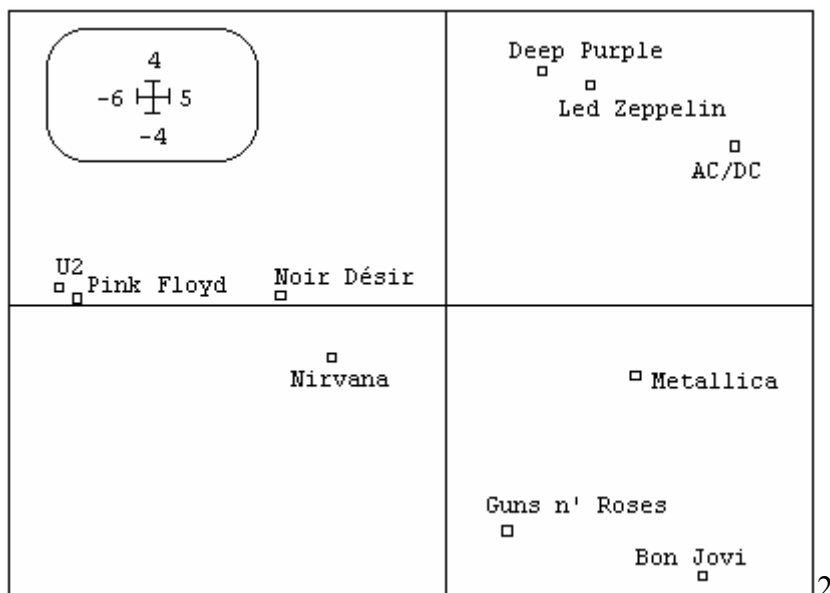 4
-6 5
-4
Deep Purple
Led Zeppelin
AC/DC
U2
Pink Floyd
Noir Désir
Nirvana
Metallica
Guns n' Roses
Bon Jovi
2